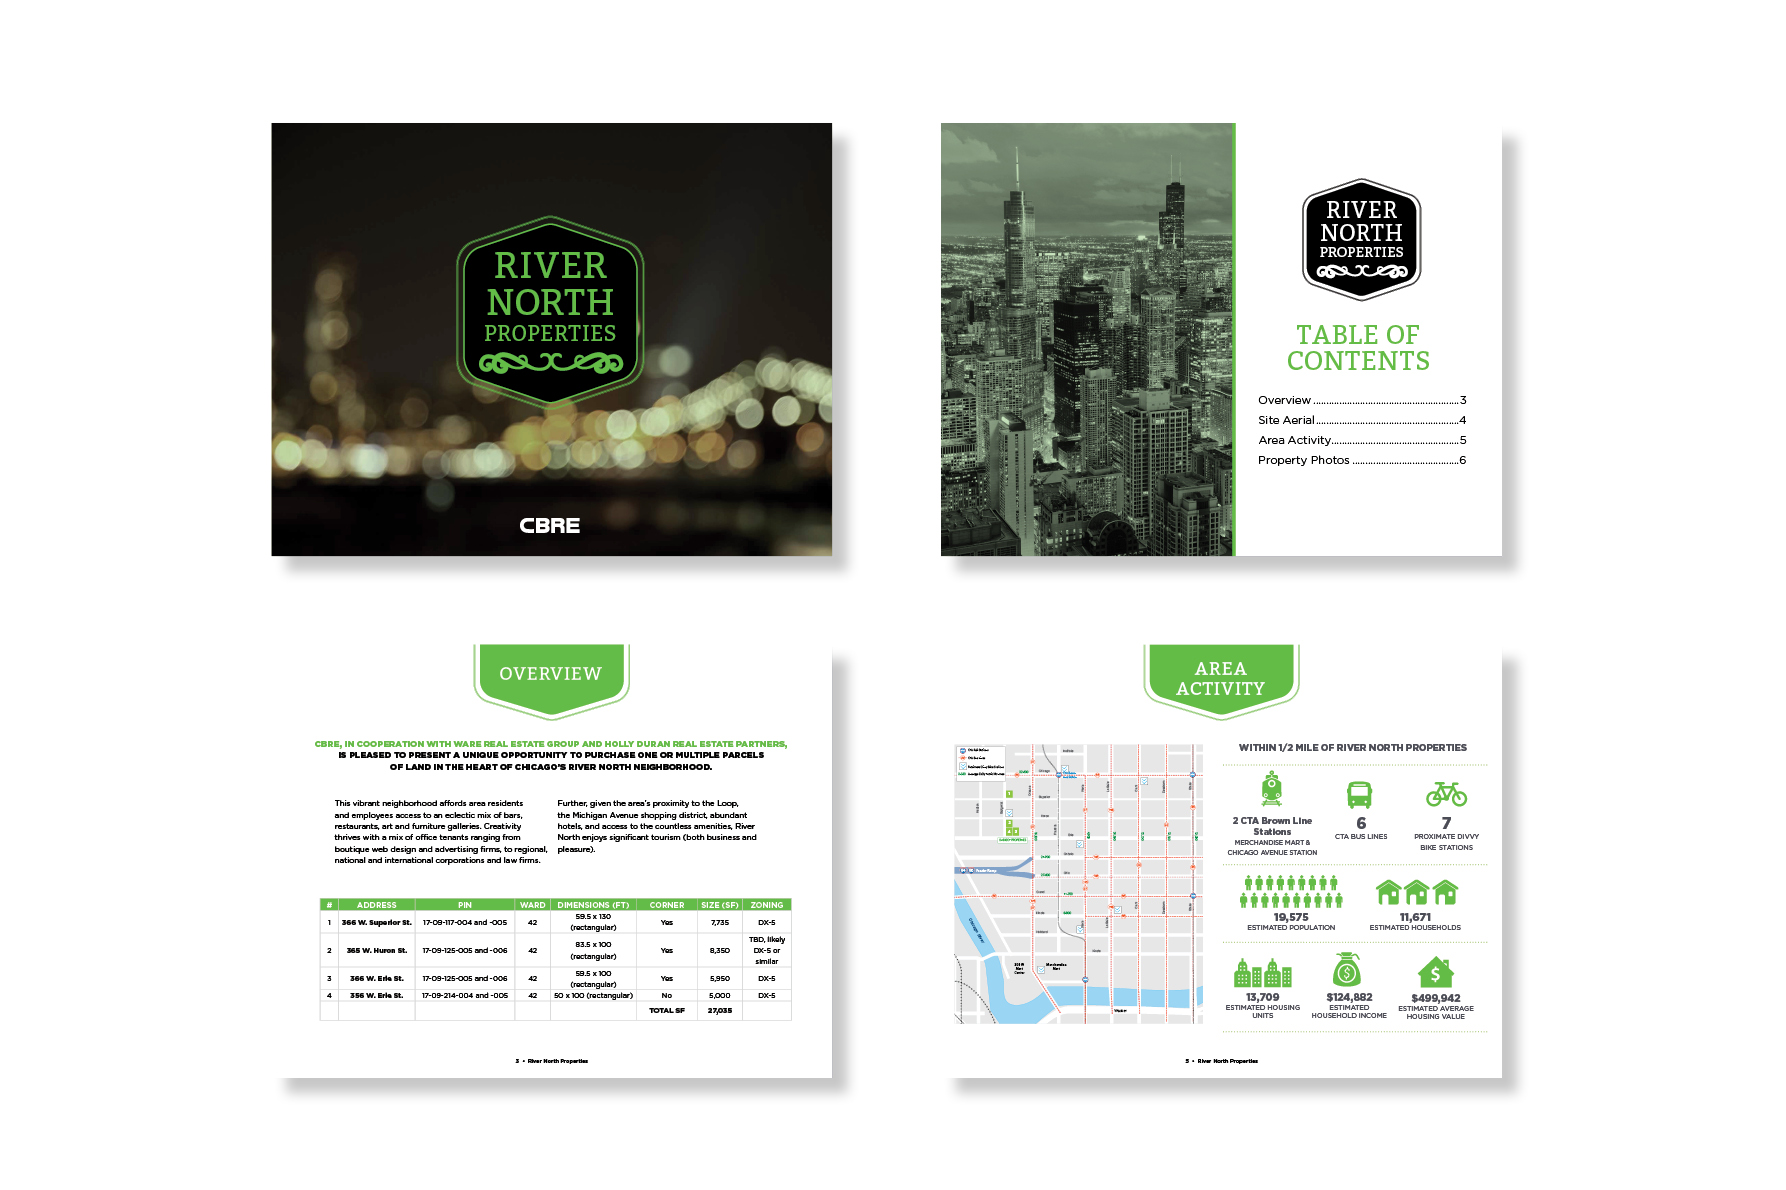 RIVER
NORTH
PROPERTIES
CBRE
RIVER
NORTH
PROPERTIES
TABLE OF
CONTENTS
Overview ........................................................3
Site Aerial .......................................................4
Area Activity.................................................5
Property Photos .........................................6
OVERVIEW
CBRE, IN COOPERATION WITH WARE REAL ESTATE GROUP AND HOLLY DURAN REAL ESTATE PARTNERS,
IS PLEASED TO PRESENT A UNIQUE OPPORTUNITY TO PURCHASE ONE OR MULTIPLE PARCELS
OF LAND IN THE HEART OF CHICAGO'S RIVER NORTH NEIGHBORHOOD.
This vibrant neighborhood affords area residents
and employees access to an eclectic mix of bars,
restaurants, art and furniture galleries. Creativity
thrives with a mix of office tenants ranging from
boutique web design and advertising firms, to regional,
national and international corporations and law firms.
Further, given the area's proximity to the Loop,
the Michigan Avenue shopping district, abundant
hotels, and access to the countless amenities, River
North enjoys significant tourism (both business and
pleasure).
# ADDRESS PIN WARD DIMENSIONS (FT) CORNER SIZE (SF) ZONING
1 366 W. Superior St. 17-09-117-004 and -005 42 59.5 x 130 (rectangular) Yes 7,735 DX-5
2 365 W. Huron St. 17-09-125-005 and -006 42 83.5 x 100 (rectangular) Yes 8,350 TBD, likely DX-5 or similar
3 366 W. Erie St. 17-09-125-005 and -006 42 59.5 x 100 (rectangular) Yes 5,950 DX-5
4 356 W. Erie St. 17-09-214-004 and -005 42 50 x 100 (rectangular) No 5,000 DX-5
TOTAL SF 27,035
3 • River North Properties
AREA
ACTIVITY
Chicago River
Merchandise
Mart
WITHIN 1/2 MILE OF RIVER NORTH PROPERTIES
2 CTA Brown Line
Stations
MERCHANDISE MART &
CHICAGO AVENUE STATION
6
CTA BUS LINES
7
PROXIMATE DIVVY
BIKE STATIONS
19,575
ESTIMATED POPULATION
11,671
ESTIMATED HOUSEHOLDS
13,709
ESTIMATED HOUSING
UNITS
$124,882
ESTIMATED
HOUSEHOLD INCOME
$499,942
ESTIMATED AVERAGE
HOUSING VALUE
5 • River North Properties